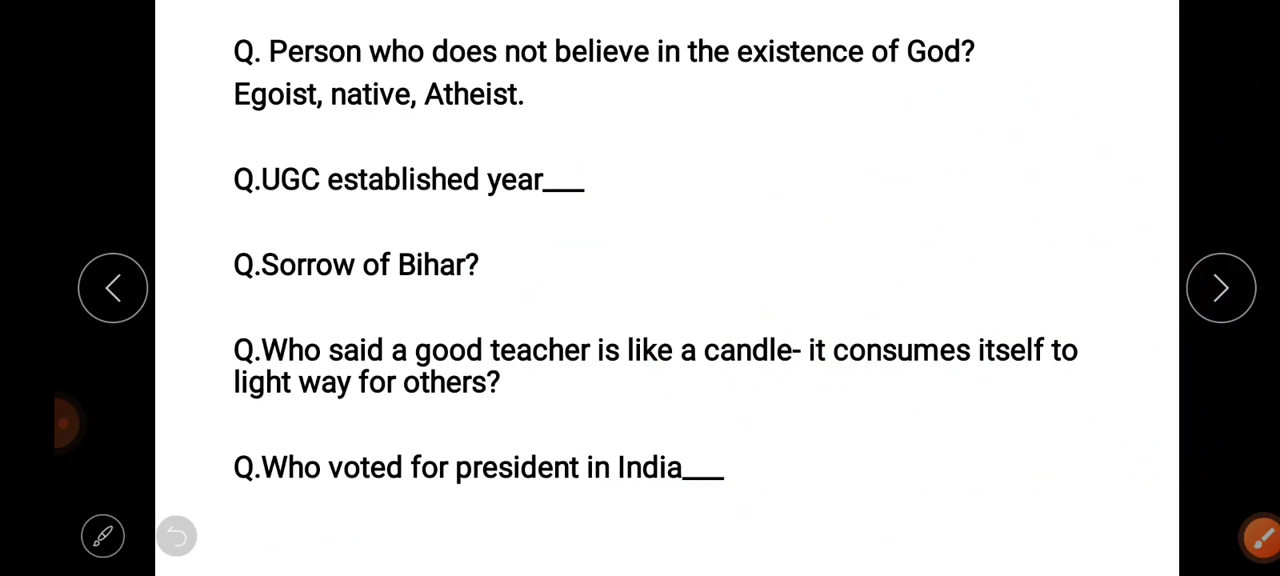 Q. Person who does not believe in the existence of God?
Egoist, native, Atheist.
Q.UGC established year___
Q.Sorrow of Bihar?
Q.Who said a good teacher is like a candle- it consumes itself to
light way for others?
Q.Who voted for president in India___